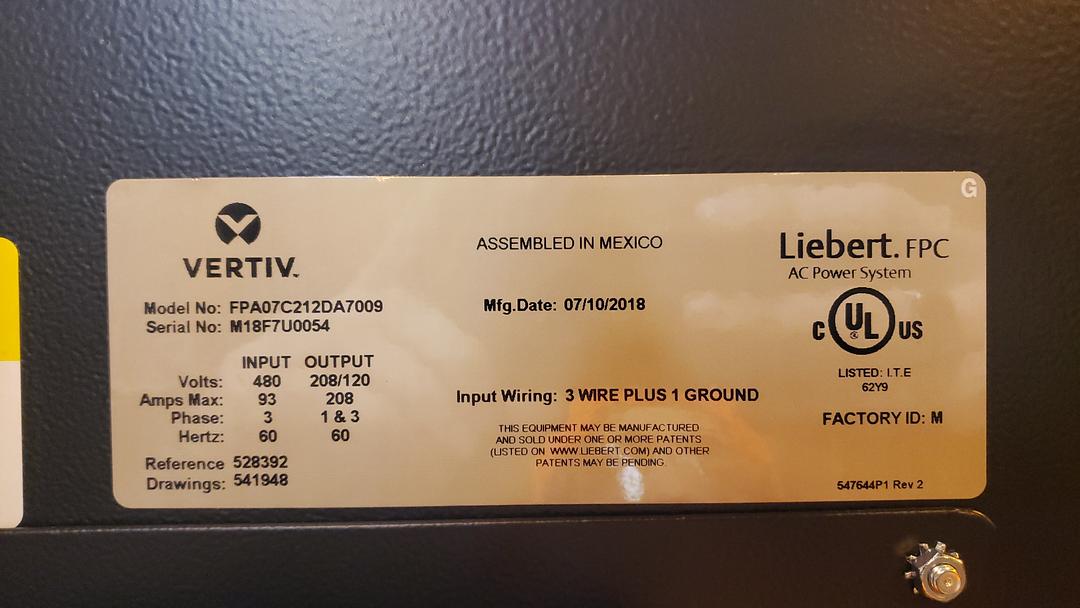 G
VERTIV™
ASSEMBLED IN MEXICO
Liebert. FPC
AC Power System
Model No: FPA07C212DA7009
Serial No: M18F7U0054
Mfg.Date: 07/10/2018
C UL US
LISTED: I.T.E
62Y9
INPUT OUTPUT
Volts: 480 208/120
Amps Max: 93 208
Phase: 3 1 & 3
Hertz: 60 60
Input Wiring: 3 WIRE PLUS 1 GROUND
FACTORY ID: M
THIS EQUIPMENT MAY BE MANUFACTURED
AND SOLD UNDER ONE OR MORE PATENTS
(LISTED ON WWW.LIEBERT.COM) AND OTHER
PATENTS MAY BE PENDING.
Reference 528392
Drawings: 541948
547644P1 Rev 2